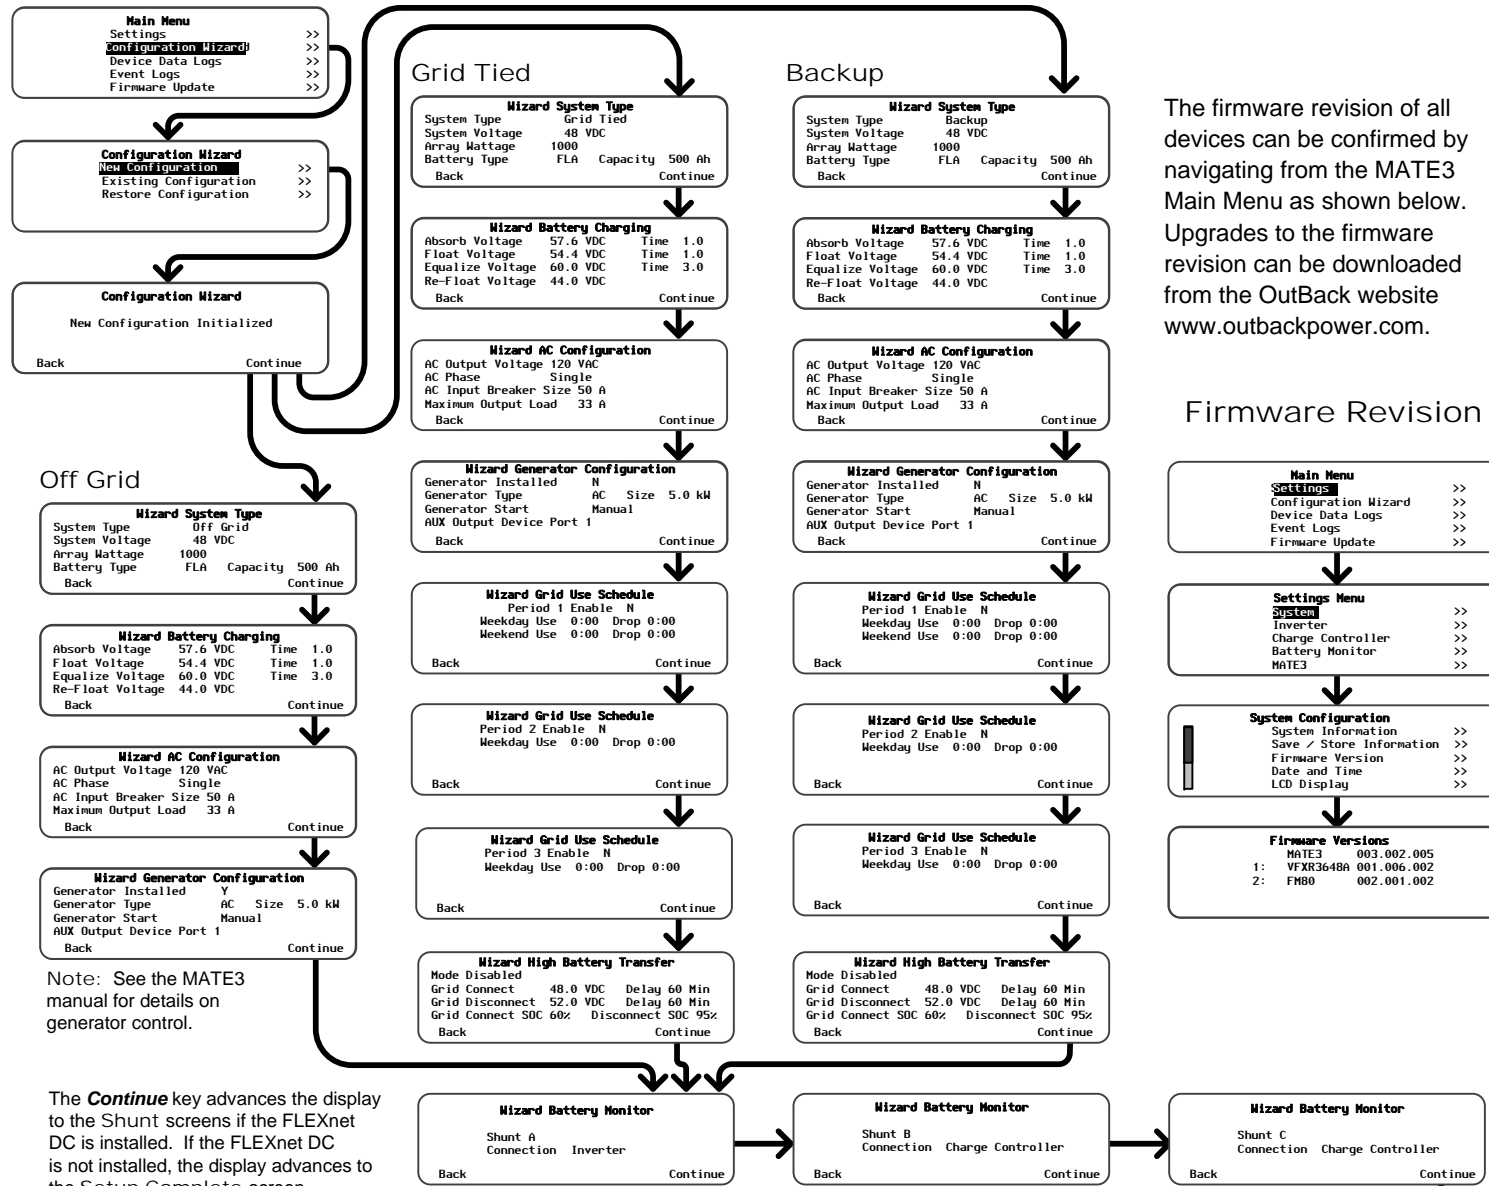 Main Menu
Settings >>
Configuration Wizard >>
Device Data Logs >>
Event Logs >>
Firmware Update >>
Configuration Wizard
New Configuration >>
Existing Configuration >>
Restore Configuration >>
Configuration Wizard
New Configuration Initialized
Back Continue
Off Grid
Wizard System Type
System Type Off Grid
System Voltage 48 VDC
Array Wattage 1000
Battery Type FLA Capacity 500 Ah
Back Continue
Wizard Battery Charging
Absorb Voltage 57.6 VDC Time 1.0
Float Voltage 54.4 VDC Time 1.0
Equalize Voltage 60.0 VDC Time 3.0
Re-Float Voltage 44.0 VDC
Back Continue
Wizard AC Configuration
AC Output Voltage 120 VAC
AC Phase Single
AC Input Breaker Size 50 A
Maximum Output Load 33 A
Back Continue
Wizard Generator Configuration
Generator Installed Y
Generator Type AC Size 5.0 kW
Generator Start Manual
AUX Output Device Port 1
Back Continue
Note: See the MATE3
manual for details on
generator control.
The Continue key advances the display
to the Shunt screens if the FLEXnet
DC is installed. If the FLEXnet DC
is not installed, the display advances to
the Setup Complete screen
Grid Tied
Wizard System Type
System Type Grid Tied
System Voltage 48 VDC
Array Wattage 1000
Battery Type FLA Capacity 500 Ah
Back Continue
Wizard Battery Charging
Absorb Voltage 57.6 VDC Time 1.0
Float Voltage 54.4 VDC Time 1.0
Equalize Voltage 60.0 VDC Time 3.0
Re-Float Voltage 44.0 VDC
Back Continue
Wizard AC Configuration
AC Output Voltage 120 VAC
AC Phase Single
AC Input Breaker Size 50 A
Maximum Output Load 33 A
Back Continue
Wizard Generator Configuration
Generator Installed N
Generator Type AC Size 5.0 kW
Generator Start Manual
AUX Output Device Port 1
Back Continue
Wizard Grid Use Schedule
Period 1 Enable N
Weekday Use 0:00 Drop 0:00
Weekend Use 0:00 Drop 0:00
Back Continue
Wizard Grid Use Schedule
Period 2 Enable N
Weekday Use 0:00 Drop 0:00
Back Continue
Wizard Grid Use Schedule
Period 3 Enable N
Weekday Use 0:00 Drop 0:00
Back Continue
Wizard High Battery Transfer
Mode Disabled
Grid Connect 48.0 VDC Delay 60 Min
Grid Disconnect 52.0 VDC Delay 60 Min
Grid Connect SOC 60% Disconnect SOC 95%
Back Continue
Backup
Wizard System Type
System Type Backup
System Voltage 48 VDC
Array Wattage 1000
Battery Type FLA Capacity 500 Ah
Back Continue
Wizard Battery Charging
Absorb Voltage 57.6 VDC Time 1.0
Float Voltage 54.4 VDC Time 1.0
Equalize Voltage 60.0 VDC Time 3.0
Re-Float Voltage 44.0 VDC
Back Continue
Wizard AC Configuration
AC Output Voltage 120 VAC
AC Phase Single
AC Input Breaker Size 50 A
Maximum Output Load 33 A
Back Continue
Wizard Generator Configuration
Generator Installed N
Generator Type AC Size 5.0 kW
Generator Start Manual
AUX Output Device Port 1
Back Continue
Wizard Grid Use Schedule
Period 1 Enable N
Weekday Use 0:00 Drop 0:00
Weekend Use 0:00 Drop 0:00
Back Continue
Wizard Grid Use Schedule
Period 2 Enable N
Weekday Use 0:00 Drop 0:00
Back Continue
Wizard Grid Use Schedule
Period 3 Enable N
Weekday Use 0:00 Drop 0:00
Back Continue
Wizard High Battery Transfer
Mode Disabled
Grid Connect 48.0 VDC Delay 60 Min
Grid Disconnect 52.0 VDC Delay 60 Min
Grid Connect SOC 60% Disconnect SOC 95%
Back Continue
Wizard Battery Monitor
Shunt A
Connection Inverter
Back Continue
Wizard Battery Monitor
Shunt B
Connection Charge Controller
Back Continue
Wizard Battery Monitor
Shunt C
Connection Charge Controller
Back Continue
The firmware revision of all
devices can be confirmed by
navigating from the MATE3
Main Menu as shown below.
Upgrades to the firmware
revision can be downloaded
from the OutBack website
www.outbackpower.com.
Firmware Revision
Main Menu
Settings >>
Configuration Wizard >>
Device Data Logs >>
Event Logs >>
Firmware Update >>
Settings Menu
System >>
Inverter >>
Charge Controller >>
Battery Monitor >>
MATE3 >>
System Configuration
System Information >>
Save / Store Information >>
Firmware Version >>
Date and Time >>
LCD Display >>
Firmware Versions
MATE3 003.002.005
1: VFXR3648A 001.006.002
2: FM80 002.001.002